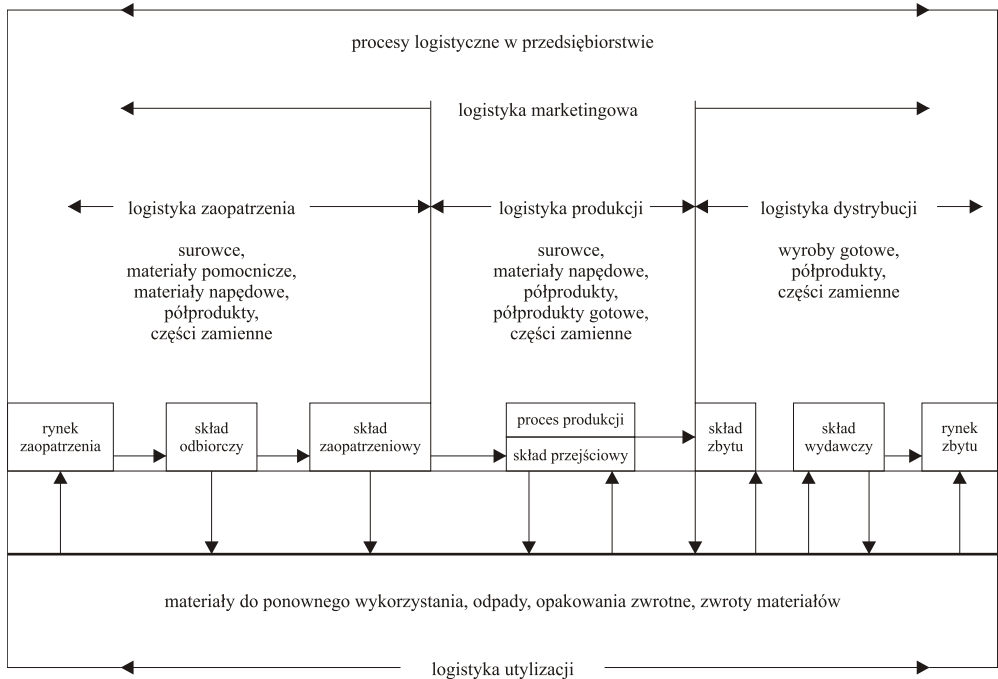 procesy logistyczne w przedsiębiorstwie
logistyka marketingowa
logistyka zaopatrzenia
surowce,
materiały pomocnicze,
materiały napędowe,
półprodukty,
części zamienne
logistyka produkcji
surowce,
materiały napędowe,
półprodukty,
półprodukty gotowe,
części zamienne
logistyka dystrybucji
wyroby gotowe,
półprodukty,
części zamienne
rynek
zaopatrzenia
skład
odbiorczy
skład
zaopatrzeniowy
proces produkcji
skład przejściowy
skład
zbytu
skład
wydawczy
rynek
zbytu
materiały do ponownego wykorzystania, odpady, opakowania zwrotne, zwroty materiałów
logistyka utylizacji